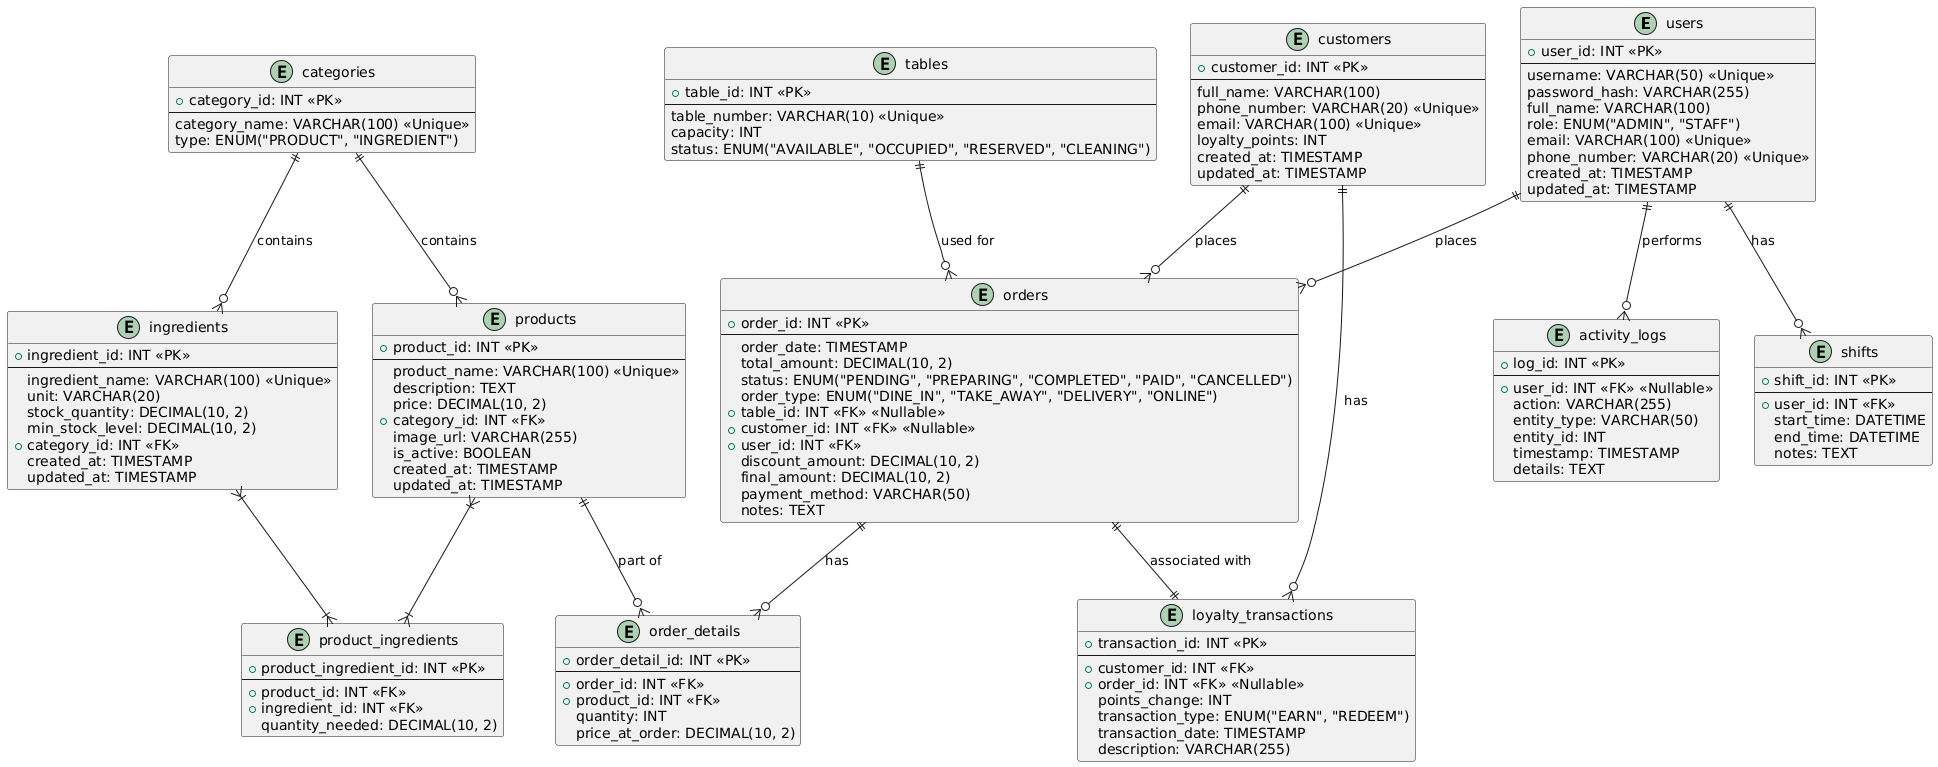 E users
+ user_id: INT «PK»
username: VARCHAR(50) «Unique»
password_hash: VARCHAR(255)
full_name: VARCHAR(100)
role: ENUM("ADMIN", "STAFF")
email: VARCHAR(100) «Unique»
phone_number: VARCHAR(20) «Unique»
created_at: TIMESTAMP
updated_at: TIMESTAMP
E customers
customer_id: INT «PK»
full_name: VARCHAR(100)
phone_number: VARCHAR(20) «Unique»
email: VARCHAR(100) «Unique»
loyalty_points: INT
created_at: TIMESTAMP
updated_at: TIMESTAMP
E tables
table_id: INT «PK»
table_number: VARCHAR(10) «Unique»
capacity: INT
status: ENUM("AVAILABLE", "OCCUPIED", "RESERVED", "CLEANING")
E categories
category_id: INT «PK»
category_name: VARCHAR(100) «Unique»
type: ENUM("PRODUCT", "INGREDIENT")
contains
contains
used for
places
places
performs
has
E ingredients
ingredient_id: INT «PK»
ingredient_name: VARCHAR(100) «Unique»
unit: VARCHAR(20)
stock_quantity: DECIMAL(10, 2)
min_stock_level: DECIMAL(10, 2)
category_id: INT «FK»
created_at: TIMESTAMP
updated_at: TIMESTAMP
E products
product_id: INT «PK»
product_name: VARCHAR(100) «Unique»
description: TEXT
price: DECIMAL(10, 2)
category_id: INT «FK»
image_url: VARCHAR(255)
is_active: BOOLEAN
created_at: TIMESTAMP
updated_at: TIMESTAMP
E orders
order_id: INT «PK»
order_date: TIMESTAMP
total_amount: DECIMAL(10, 2)
status: ENUM("PENDING", "PREPARING", "COMPLETED", "PAID", "CANCELLED")
order_type: ENUM("DINE_IN", "TAKE_AWAY", "DELIVERY", "ONLINE")
table_id: INT «FK» «Nullable»
customer_id: INT «FK» «Nullable»
user_id: INT «FK»
discount_amount: DECIMAL(10, 2)
final_amount: DECIMAL(10, 2)
payment_method: VARCHAR(50)
notes: TEXT
has
E activity_logs
log_id: INT «PK»
user_id: INT «FK» «Nullable»
action: VARCHAR(255)
entity_type: VARCHAR(50)
entity_id: INT
timestamp: TIMESTAMP
details: TEXT
E shifts
shift_id: INT «PK»
user_id: INT «FK»
start_time: DATETIME
end_time: DATETIME
notes: TEXT
part of
has
associated with
E product_ingredients
product_ingredient_id: INT «PK»
product_id: INT «FK»
ingredient_id: INT «FK»
quantity_needed: DECIMAL(10, 2)
E order_details
order_detail_id: INT «PK»
order_id: INT «FK»
product_id: INT «FK»
quantity: INT
price_at_order: DECIMAL(10, 2)
E loyalty_transactions
transaction_id: INT «PK»
customer_id: INT «FK»
order_id: INT «FK» «Nullable»
points_change: INT
transaction_type: ENUM("EARN", "REDEEM")
transaction_date: TIMESTAMP
description: VARCHAR(255)